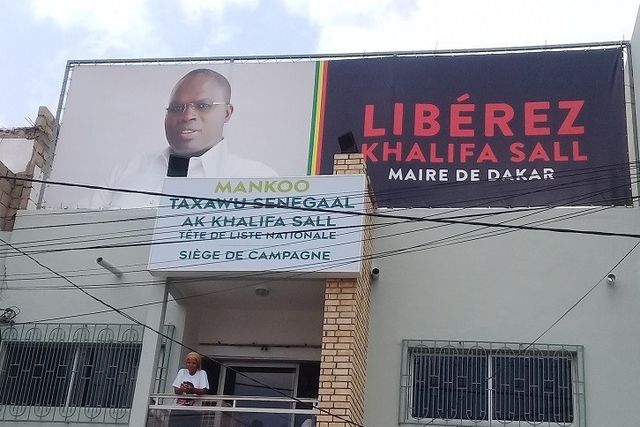 LIBÉREZ
KHALIFA SALL
MAIRE DE DAKAR
MANKOO
TAXAWU SENEGAAL
AK KHALIFA SALL
TÊTE DE LISTE NATIONALE
SIÈGE DE CAMPAGNE